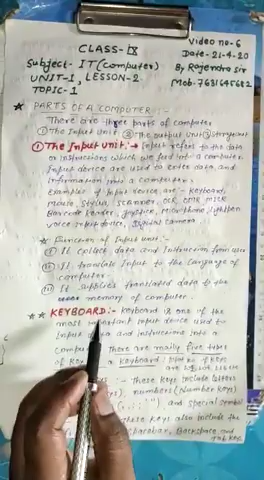 Video no-6
CLASS-IX
Date-21-4-20
Subject- IT (Computer)
By Rajendra Sir
UNIT-1, LESSON-2
TOPIC-1
PARTS OF A COMPUTER:-
There are three parts of computer
① The Input Unit ② The output unit ③
① The Input Unit:→ Input refers to the data
or instructions which we feed into a computer.
Input device are used to enter data and
information into a computer.
Examples of Input device are - keyboard,
Mouse, Stylus, Scanner, OCR, OMR, MICR
Barcode Reader, Joystick, Microphone, lightpen
voice input device, Digital Camera.
Function of Input Unit:-
(i) It collect data and Instruction from user
(ii) It translate Input to the Language of
computer.
(iii) It supplies translated data to the
memory of computer.
KEYBOARD:- Keyboard is one of the
most important input device used to
Input data and instructions into
computer. There are mainly five types
of Keys on Keyboard.
:- These keys include letters
numbers (Number keys)
and special symbol
keys also include the
Spacebar, Backspace and
Tab key.